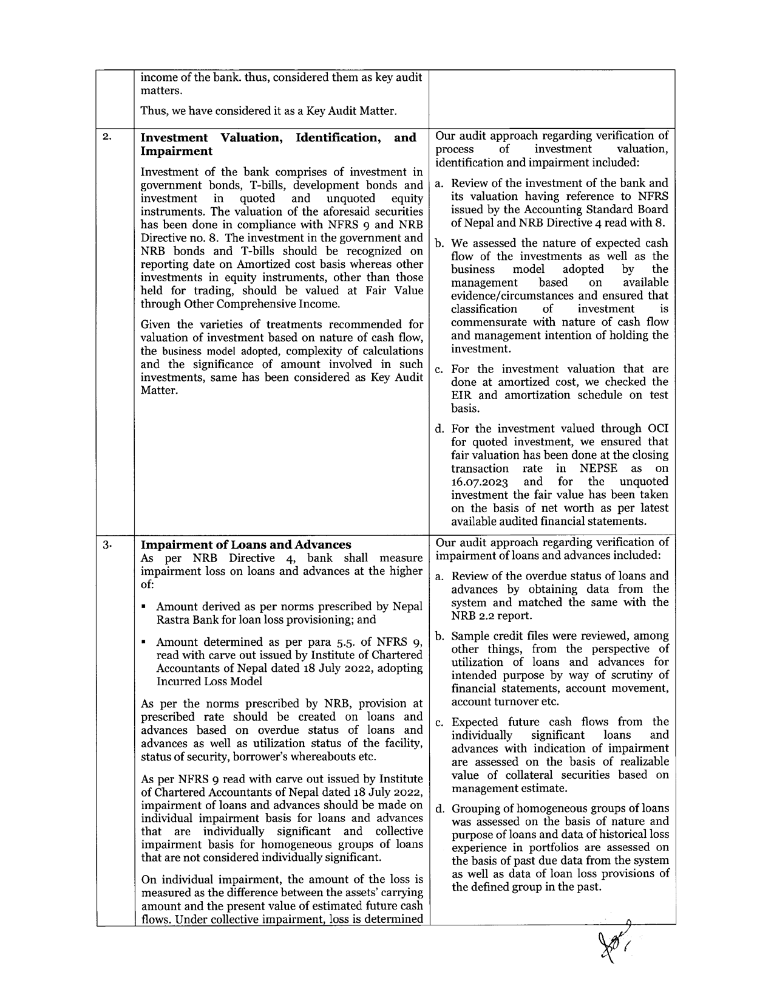 income of the bank. thus, considered them as key audit
matters.
Thus, we have considered it as a Key Audit Matter.
2.
Investment Valuation, Identification, and
Impairment
Investment of the bank comprises of investment in
government bonds, T-bills, development bonds and
investment in quoted and unquoted equity
instruments. The valuation of the aforesaid securities
has been done in compliance with NFRS 9 and NRB
Directive no. 8. The investment in the government and
NRB bonds and T-bills should be recognized on
reporting date on Amortized cost basis whereas other
investments in equity instruments, other than those
held for trading, should be valued at Fair Value
through Other Comprehensive Income.
Given the varieties of treatments recommended for
valuation of investment based on nature of cash flow,
the business model adopted, complexity of calculations
and the significance of amount involved in such
investments, same has been considered as Key Audit
Matter.
Our audit approach regarding verification of
process of investment valuation,
identification and impairment included:
a. Review of the investment of the bank and
its valuation having reference to NFRS
issued by the Accounting Standard Board
of Nepal and NRB Directive 4 read with 8.
b. We assessed the nature of expected cash
flow of the investments as well as the
business model adopted by the
management based on available
evidence/circumstances and ensured that
classification of investment is
commensurate with nature of cash flow
and management intention of holding the
investment.
c. For the investment valuation that are
done at amortized cost, we checked the
EIR and amortization schedule on test
basis.
d. For the investment valued through OCI
for quoted investment, we ensured that
fair valuation has been done at the closing
transaction rate in NEPSE as on
16.07.2023 and for the unquoted
investment the fair value has been taken
on the basis of net worth as per latest
available audited financial statements.
3.
Impairment of Loans and Advances
As per NRB Directive 4, bank shall measure
impairment loss on loans and advances at the higher
of:
▪ Amount derived as per norms prescribed by Nepal
Rastra Bank for loan loss provisioning; and
▪ Amount determined as per para 5.5. of NFRS 9,
read with carve out issued by Institute of Chartered
Accountants of Nepal dated 18 July 2022, adopting
Incurred Loss Model
As per the norms prescribed by NRB, provision at
prescribed rate should be created on loans and
advances based on overdue status of loans and
advances as well as utilization status of the facility,
status of security, borrower's whereabouts etc.
As per NFRS 9 read with carve out issued by Institute
of Chartered Accountants of Nepal dated 18 July 2022,
impairment of loans and advances should be made on
individual impairment basis for loans and advances
that are individually significant and collective
impairment basis for homogeneous groups of loans
that are not considered individually significant.
On individual impairment, the amount of the loss is
measured as the difference between the assets' carrying
amount and the present value of estimated future cash
flows. Under collective impairment, loss is determined
Our audit approach regarding verification of
impairment of loans and advances included:
a. Review of the overdue status of loans and
advances by obtaining data from the
system and matched the same with the
NRB 2.2 report.
b. Sample credit files were reviewed, among
other things, from the perspective of
utilization of loans and advances for
intended purpose by way of scrutiny of
financial statements, account movement,
account turnover etc.
c. Expected future cash flows from the
individually significant loans and
advances with indication of impairment
are assessed on the basis of realizable
value of collateral securities based on
management estimate.
d. Grouping of homogeneous groups of loans
was assessed on the basis of nature and
purpose of loans and data of historical loss
experience in portfolios are assessed on
the basis of past due data from the system
as well as data of loan loss provisions of
the defined group in the past.